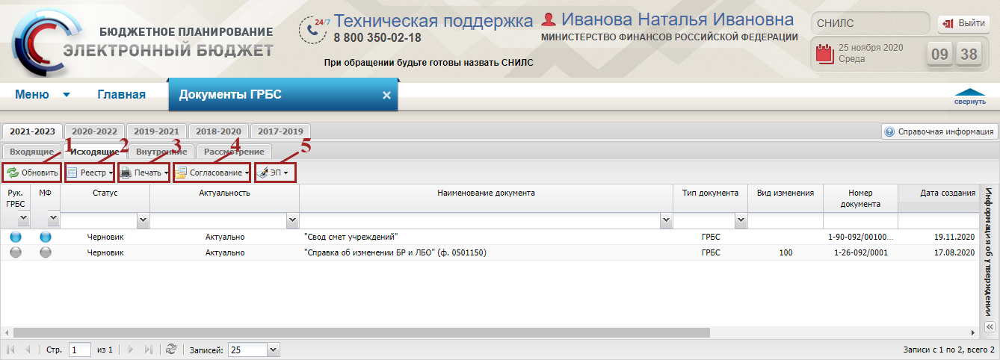 БЮДЖЕТНОЕ ПЛАНИРОВАНИЕ
ЭЛЕКТРОННЫЙ БЮДЖЕТ
24/7 Техническая поддержка
8 800 350-02-18
При обращении будьте готовы назвать СНИЛС
Иванова Наталья Ивановна
МИНИСТЕРСТВО ФИНАНСОВ РОССИЙСКОЙ ФЕДЕРАЦИИ
СНИЛС Выйти
25 ноября 2020
Среда
09 38
Меню Главная Документы ГРБС
свернуть
2021-2023 2020-2022 2019-2021 2018-2020 2017-2019 Справочная информация
Входящие Исходящие Внутренние Рассмотрение
1 2 3 4 5
Обновить Реестр Печать Согласование ЭП
Рук. ГРБС МФ Статус Актуальность Наименование документа Тип документа Вид изменения Номер документа Дата создания
Черновик Актуально "Свод смет учреждений" ГРБС 1-90-092/00100... 19.11.2020
Черновик Актуально "Справка об изменении БР и ЛБО" (ф. 0501150) ГРБС 100 1-26-092/0001 17.08.2020
Информация об утверждении
Стр. 1 из 1 Записей: 25 Записи с 1 по 2, всего 2